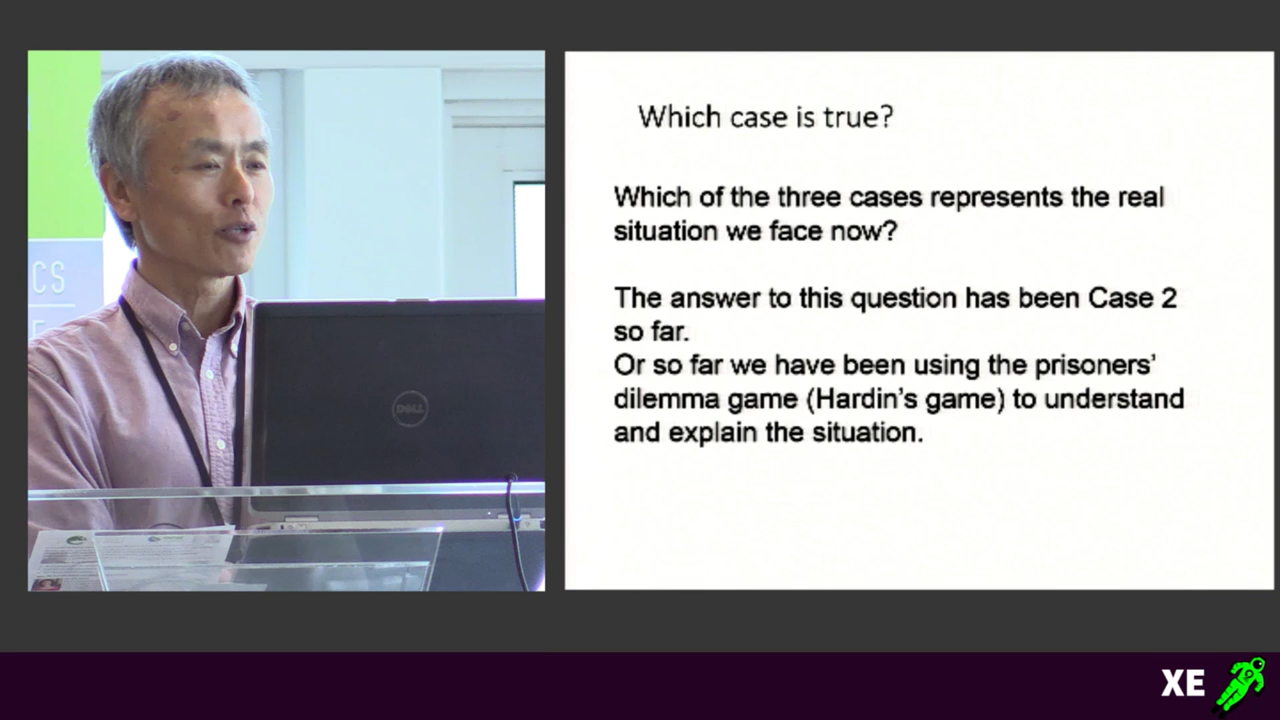 CS
E
DELL
Which case is true?
Which of the three cases represents the real
situation we face now?
The answer to this question has been Case 2
so far.
Or so far we have been using the prisoners'
dilemma game (Hardin's game) to understand
and explain the situation.
XE